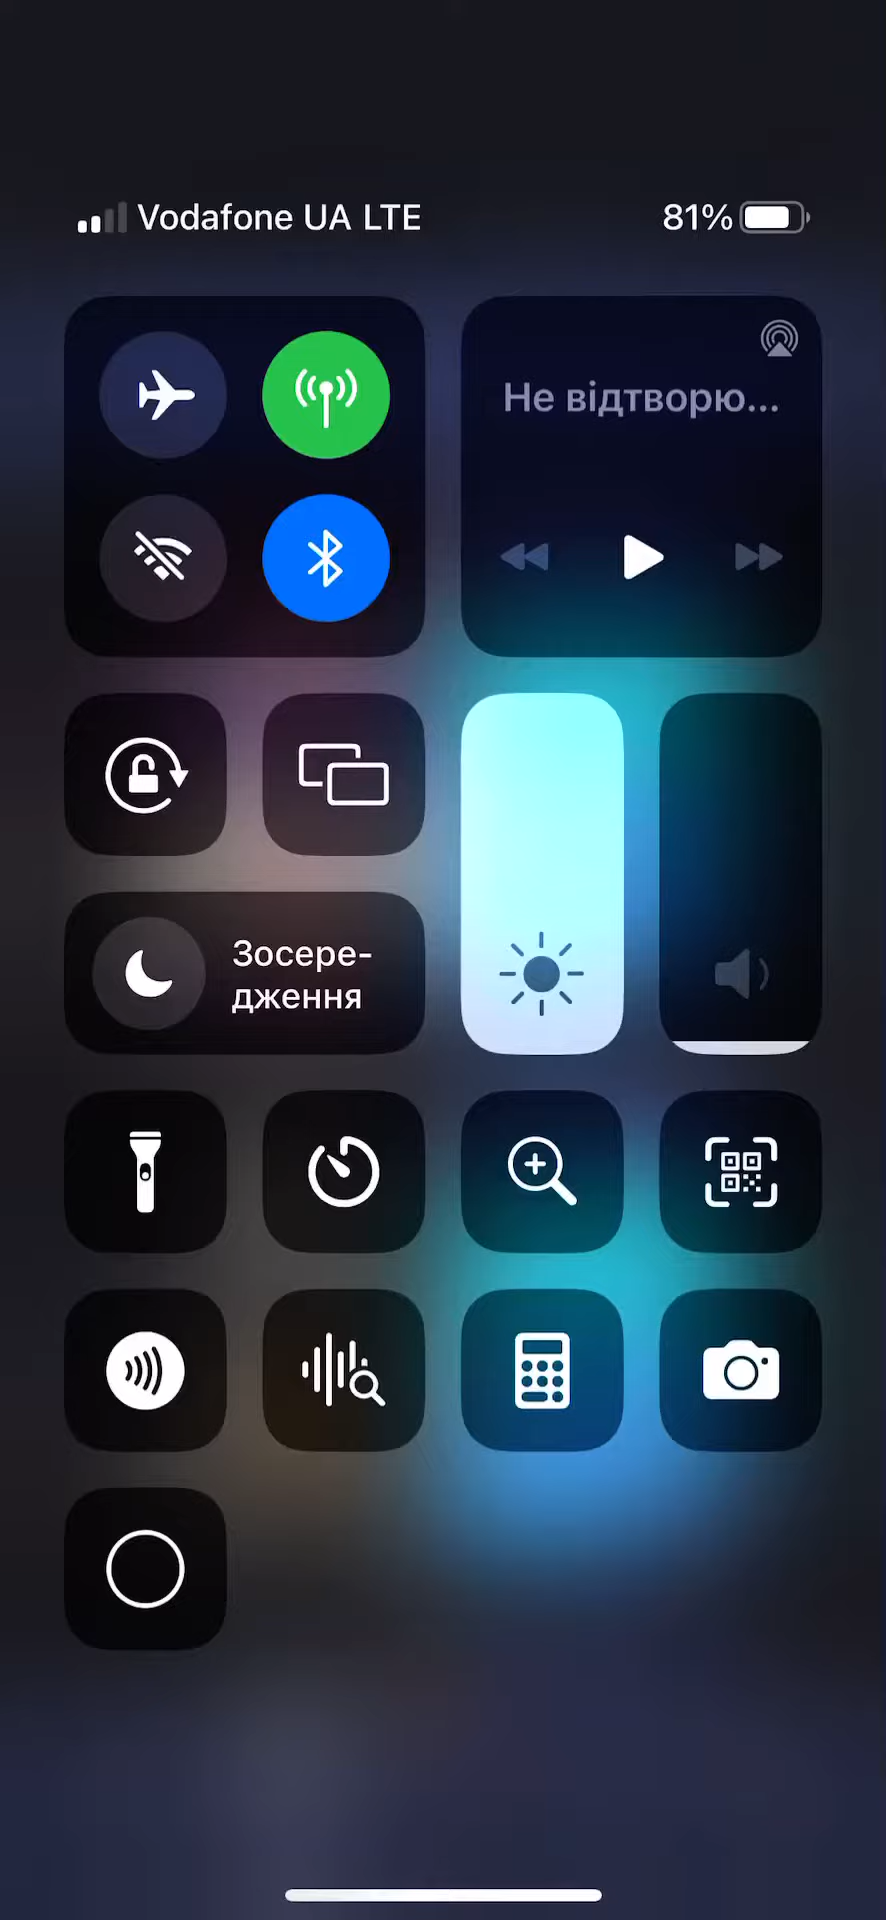 Vodafone UA LTE
81%
Не відтворю...
Зосере-
дження